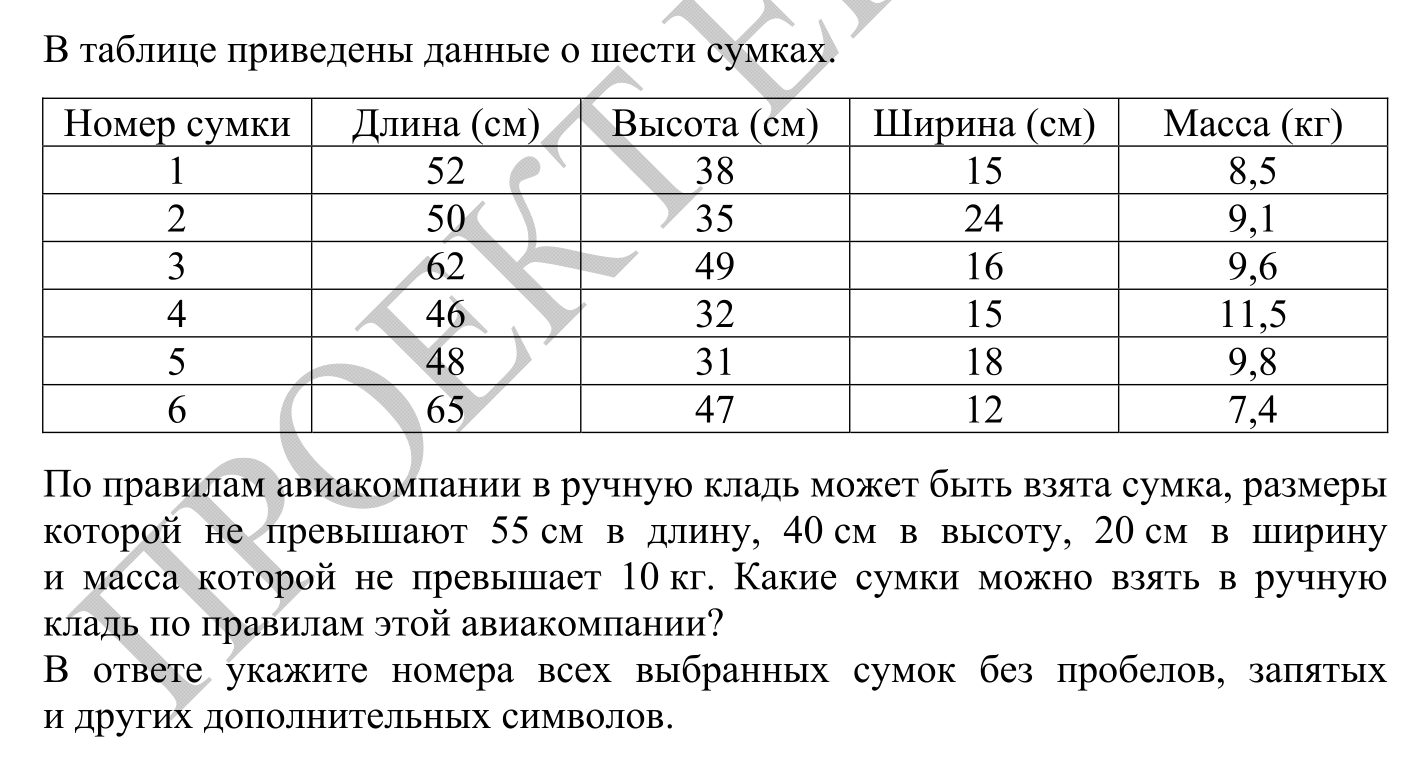 В таблице приведены данные о шести сумках.
Номер сумки Длина (см) Высота (см) Ширина (см) Масса (кг)
1 52 38 15 8,5
2 50 35 24 9,1
3 62 49 16 9,6
4 46 32 15 11,5
5 48 31 18 9,8
6 65 47 12 7,4
По правилам авиакомпании в ручную кладь может быть взята сумка, размеры
которой не превышают 55 см в длину, 40 см в высоту, 20 см в ширину
и масса которой не превышает 10 кг. Какие сумки можно взять в ручную
кладь по правилам этой авиакомпании?
В ответе укажите номера всех выбранных сумок без пробелов, запятых
и других дополнительных символов.
ПРОЕКТ